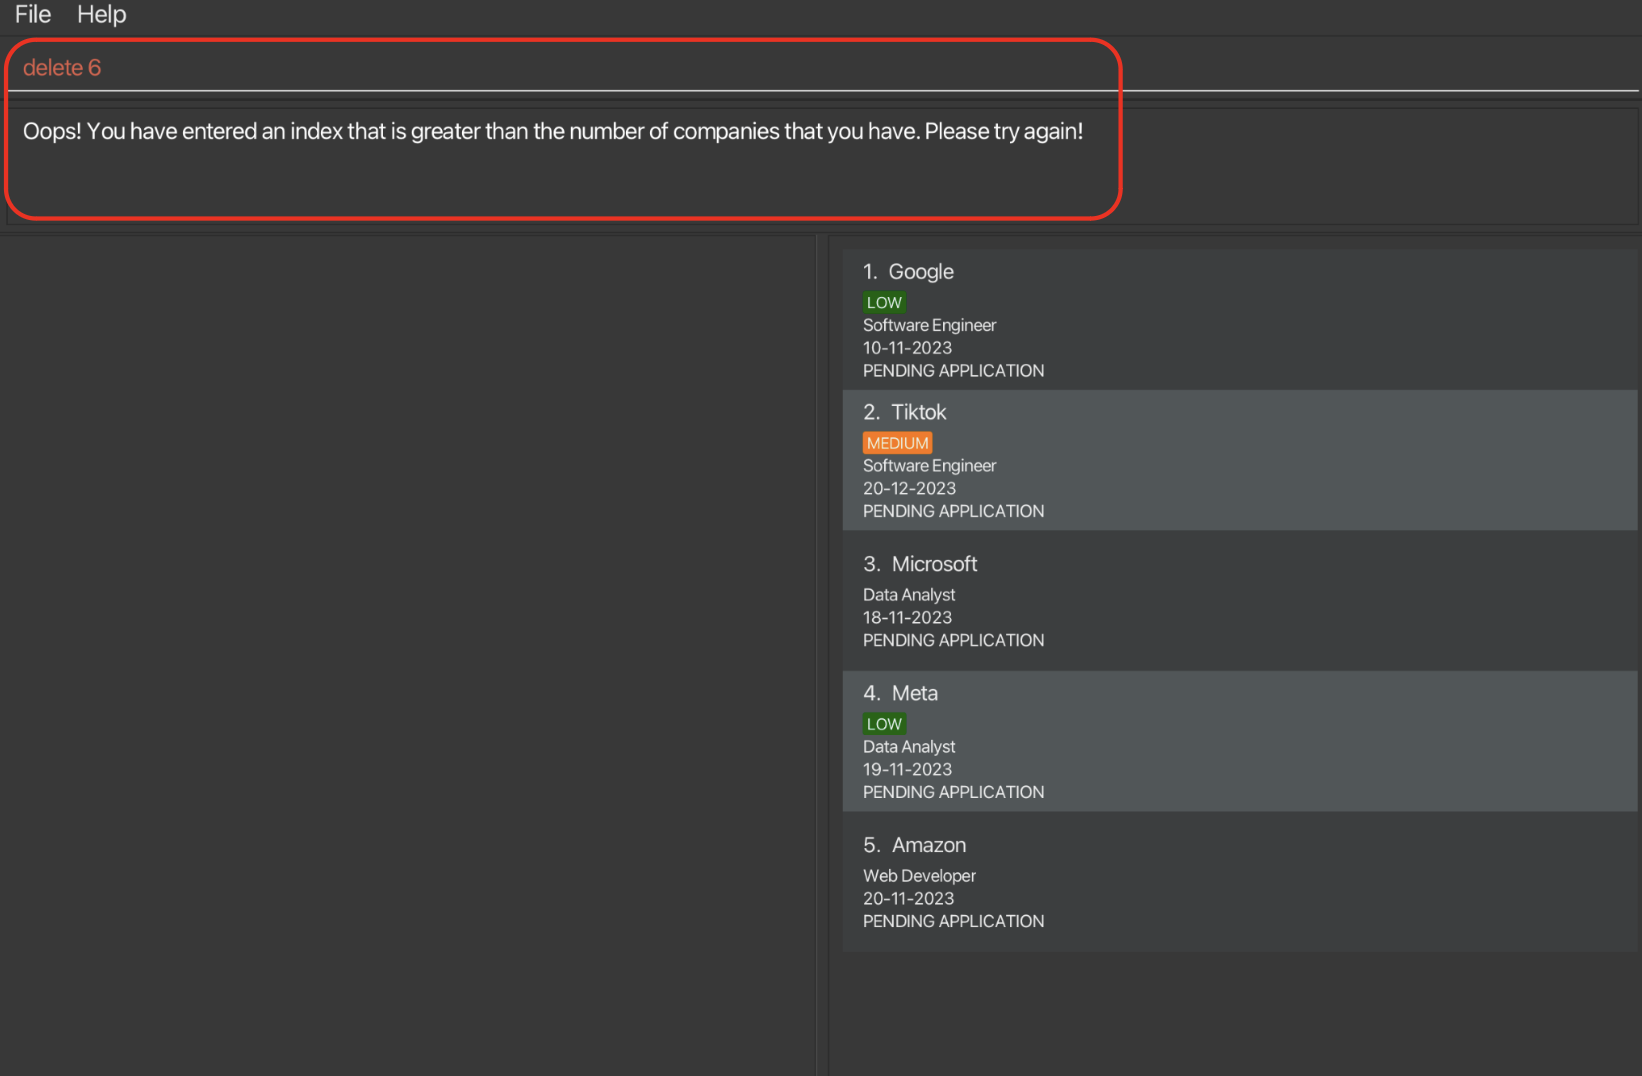 File Help
delete 6
Oops! You have entered an index that is greater than the number of companies that you have. Please try again!
1. Google
LOW
Software Engineer
10-11-2023
PENDING APPLICATION
2. Tiktok
MEDIUM
Software Engineer
20-12-2023
PENDING APPLICATION
3. Microsoft
Data Analyst
18-11-2023
PENDING APPLICATION
4. Meta
LOW
Data Analyst
19-11-2023
PENDING APPLICATION
5. Amazon
Web Developer
20-11-2023
PENDING APPLICATION